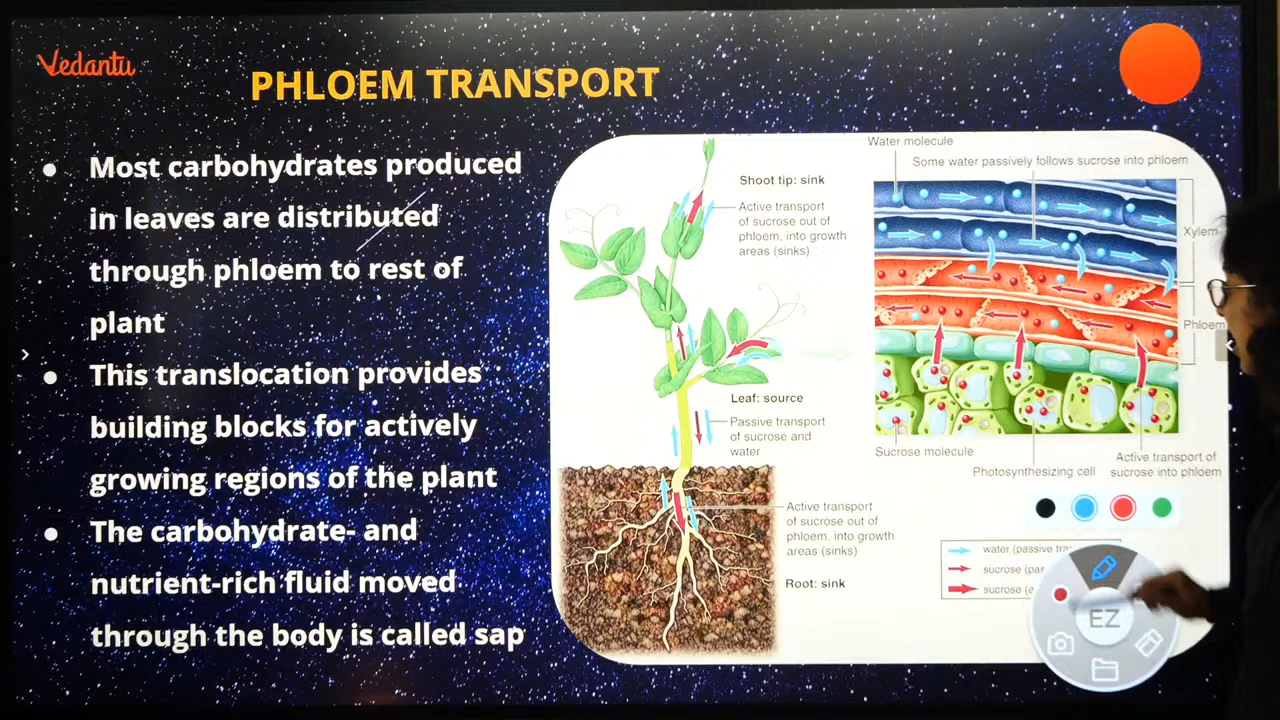 Vedantu
PHLOEM TRANSPORT
Most carbohydrates produced
in leaves are distributed
through phloem to rest of
plant
This translocation provides
building blocks for actively
growing regions of the plant
The carbohydrate- and
nutrient-rich fluid moved
through the body is called sap
Shoot tip: sink
Active transport
of sucrose out of
phloem, into growth
areas (sinks)
Leaf: source
Passive transport
of sucrose and
water
Active transport
of sucrose out of
phloem, into growth
areas (sinks)
Root: sink
Water molecule
Some water passively follows sucrose into phloem
Xylem
Phloem
Sucrose molecule
Photosynthesizing cell
Active transport of
sucrose into phloem
water (passive
sucrose
sucrose
EZ